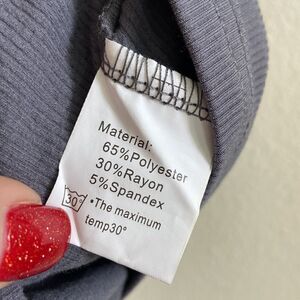 Material:
65%Polyester
30%Rayon
5%Spandex
30° •The maximum
temp30°